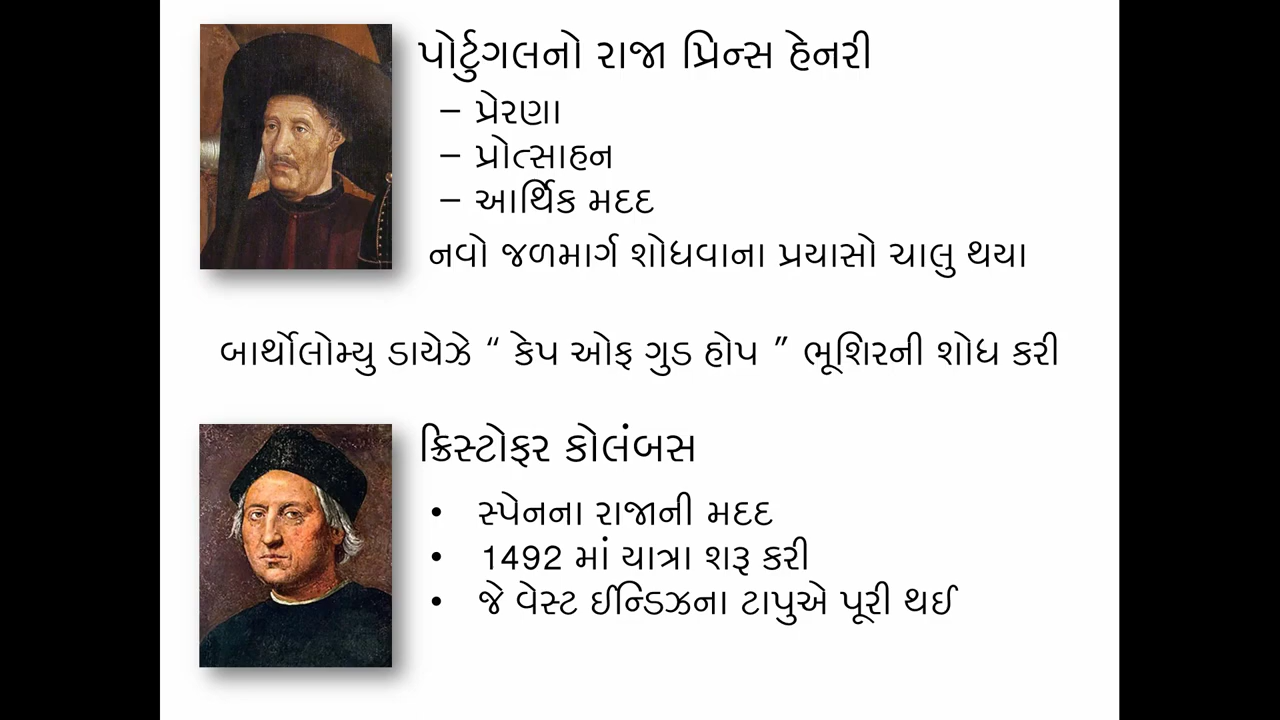 પોર્ટુગલનો રાજા પ્રિન્સ હેનરી
– પ્રેરણા
– પ્રોત્સાહન
– આર્થિક મદદ
નવો જળમાર્ગ શોધવાના પ્રયાસો ચાલુ થયા
બાર્થોલોમ્યુ ડાયેઝે “ કેપ ઓફ ગુડ હોપ ” ભૂશિરની શોધ કરી
ક્રિસ્ટોફર કોલંબસ
• સ્પેનના રાજાની મદદ
• 1492 માં યાત્રા શરૂ કરી
• જે વેસ્ટ ઈન્ડિઝના ટાપુએ પૂરી થઈ